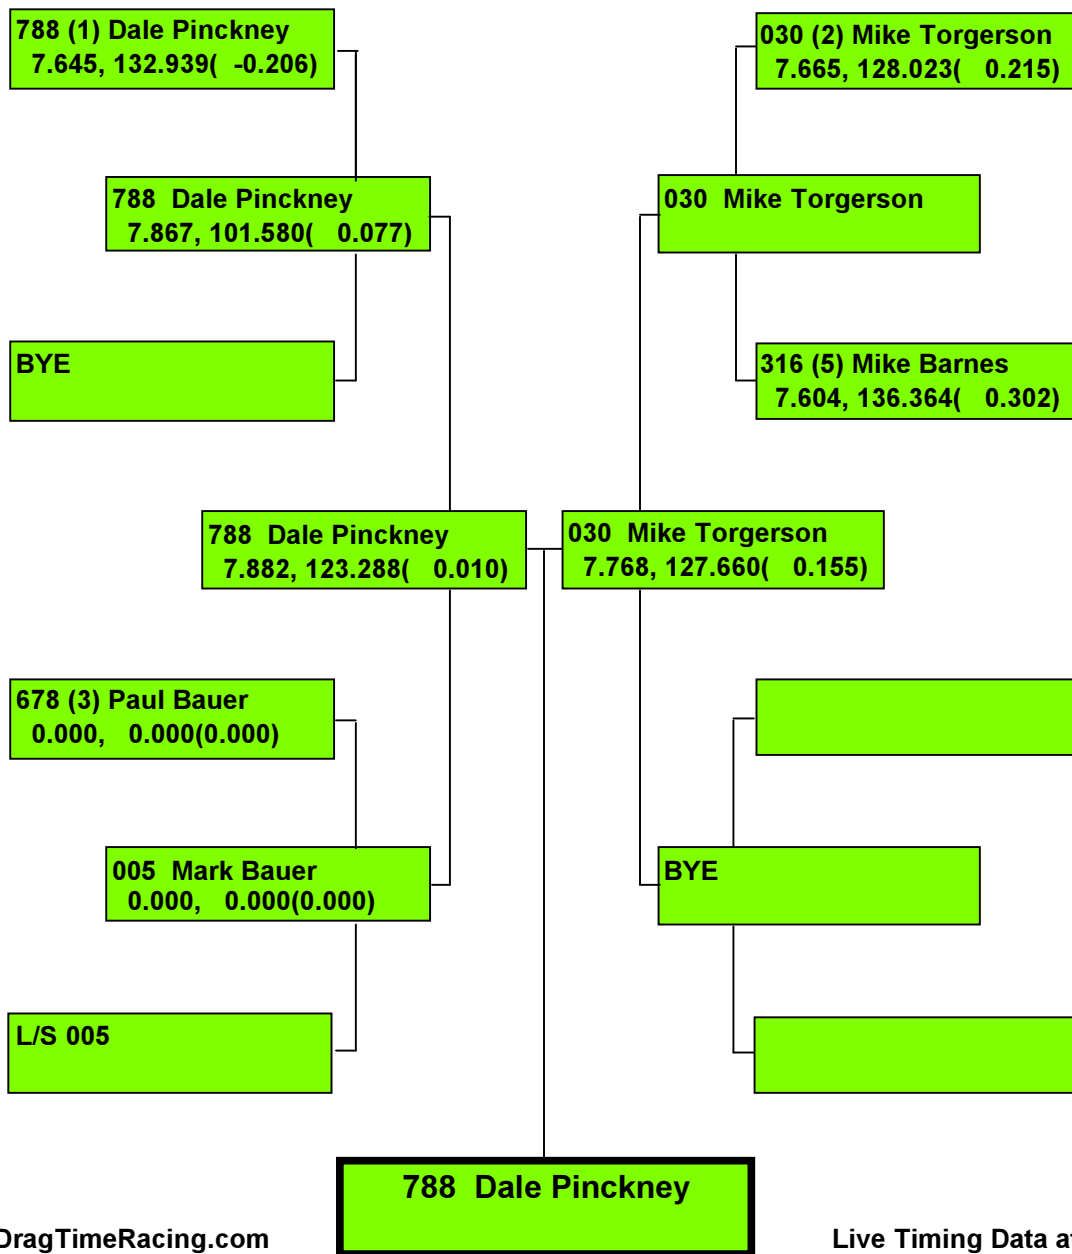 788 (1) Dale Pinckney
7.645, 132.939( -0.206)
030 (2) Mike Torgerson
7.665, 128.023( 0.215)
788 Dale Pinckney
7.867, 101.580( 0.077)
030 Mike Torgerson
BYE
316 (5) Mike Barnes
7.604, 136.364( 0.302)
788 Dale Pinckney
7.882, 123.288( 0.010)
030 Mike Torgerson
7.768, 127.660( 0.155)
678 (3) Paul Bauer
0.000, 0.000(0.000)
005 Mark Bauer
0.000, 0.000(0.000)
BYE
L/S 005
788 Dale Pinckney
DragTimeRacing.com
Live Timing Data at